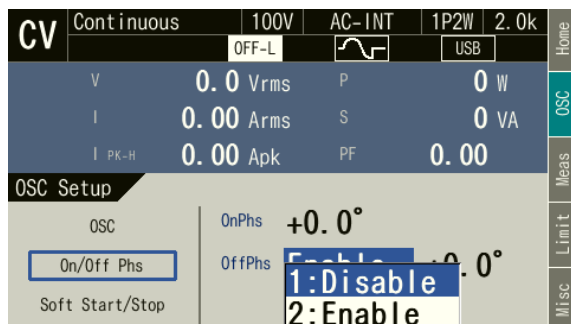 CV Continuous 100V AC-INT 1P2W 2.0k
OFF-L USB
V 0.0 Vrms P 0 W
I 0.00 Arms S 0 VA
I PK-H 0.00 Apk PF 0.00
OSC Setup
OSC OnPhs +0.0°
On/Off Phs OffPhs Enable +0.0°
1:Disable
Soft Start/Stop 2:Enable
Home
OSC
Meas
Limit
Misc